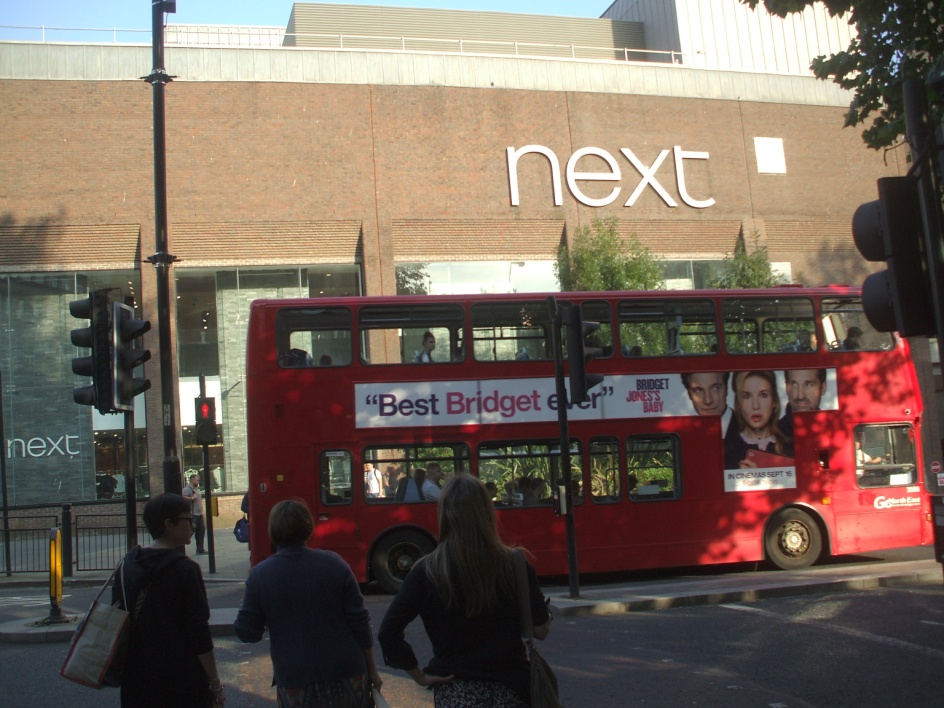 next
next
"Best Bridget ever"
BRIDGET
JONES'S
BABY
IN CINEMAS SEPT 16
Go North East